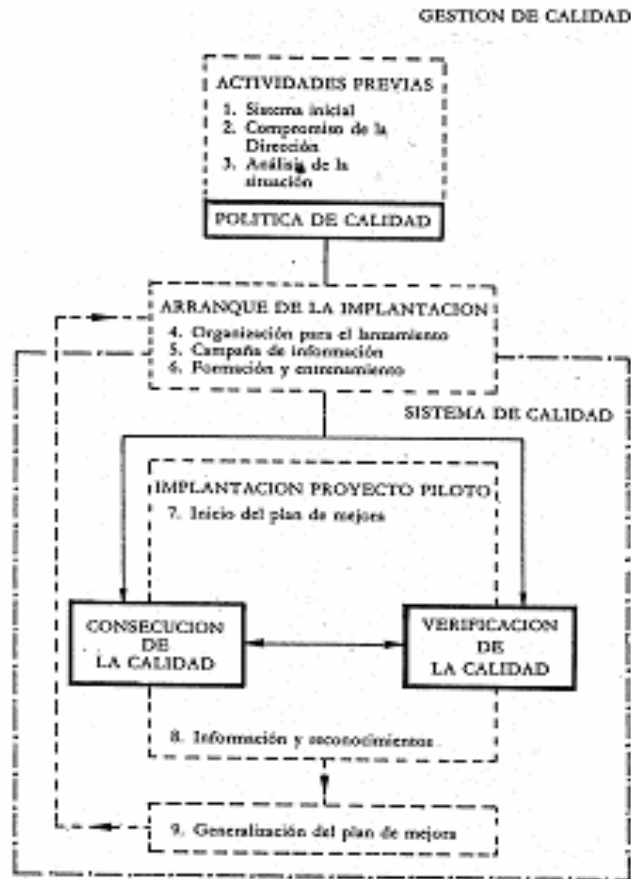 GESTION DE CALIDAD
ACTIVIDADES PREVIAS
1. Sistema inicial
2. Compromiso de la
Dirección
3. Análisis de la
situación
POLITICA DE CALIDAD
ARRANQUE DE LA IMPLANTACION
4. Organización para el lanzamiento
5. Campaña de información
6. Formación y entrenamiento
SISTEMA DE CALIDAD
IMPLANTACION PROYECTO PILOTO
7. Inicio del plan de mejora
CONSECUCION
DE
LA CALIDAD
VERIFICACION
DE
LA CALIDAD
8. Información y reconocimientos
9. Generalización del plan de mejora